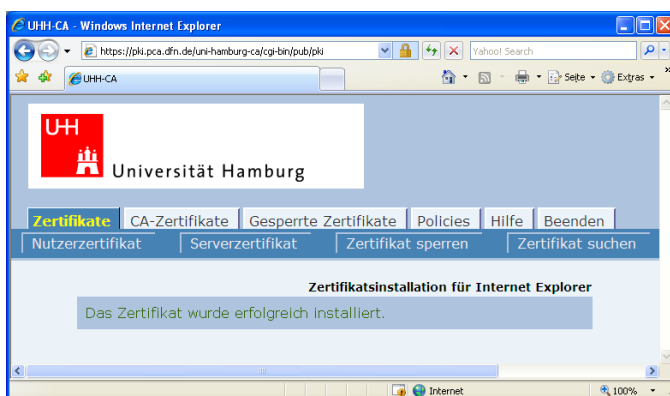 UHH-CA - Windows Internet Explorer
https://pki.pca.dfn.de/uni-hamburg-ca/cgi-bin/pub/pki
Yahoo! Search
UHH-CA
Seite
Extras
»
UHH
Universität Hamburg
Zertifikate CA-Zertifikate Gesperrte Zertifikate Policies Hilfe Beenden
Nutzerzertifikat Serverzertifikat Zertifikat sperren Zertifikat suchen
Zertifikatsinstallation für Internet Explorer
Das Zertifikat wurde erfolgreich installiert.
Internet 100%